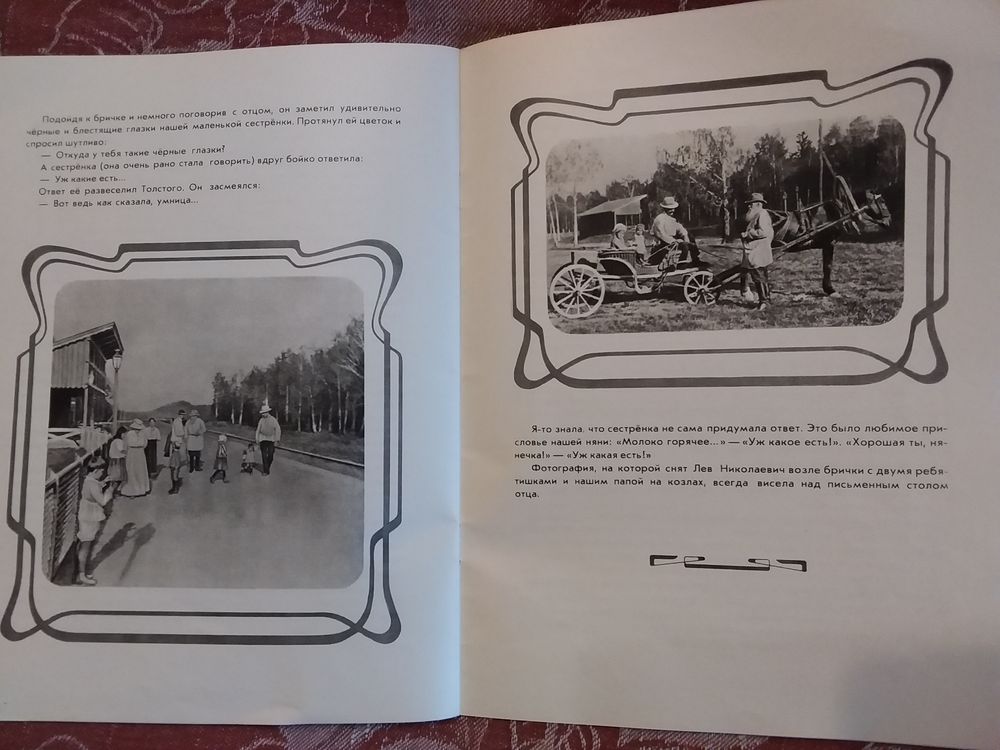 Подойдя к бричке и немного поговорив с отцом, он заметил удивительно
чёрные и блестящие глазки нашей маленькой сестрёнки. Протянул ей цветок и
спросил шутливо:
— Откуда у тебя такие чёрные глазки?
А сестрёнка (она очень рано стала говорить) вдруг бойко ответила:
— Уж какие есть...
Ответ её развеселил Толстого. Он засмеялся:
— Вот ведь как сказала, умница...
Я-то знала, что сестрёнка не сама придумала ответ. Это было любимое при-
словье нашей няни: «Молоко горячее...» — «Уж какое есть!». «Хорошая ты, ня-
нечка!» — «Уж какая есть!»
Фотография, на которой снят Лев Николаевич возле брички с двумя ребя-
тишками и нашим папой на козлах, всегда висела над письменным столом
отца.